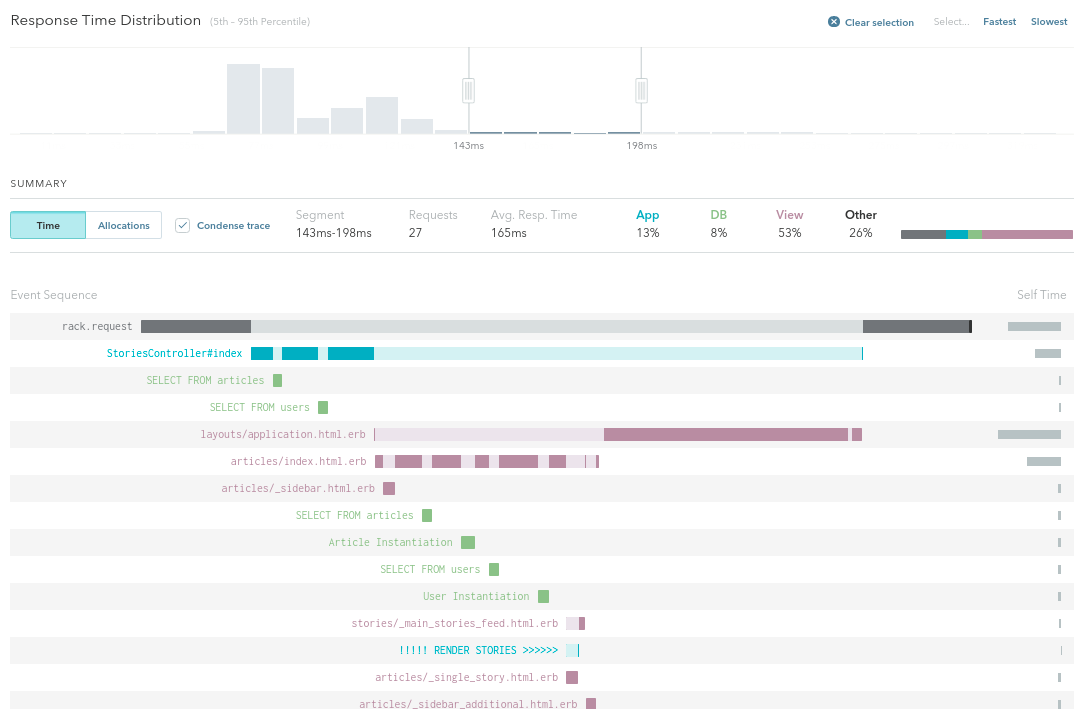 Response Time Distribution (5th – 95th Percentile) Clear selection Select... Fastest Slowest
143ms 198ms
SUMMARY
Time Allocations Condense trace
Segment Requests Avg. Resp. Time App DB View Other
143ms-198ms 27 165ms 13% 8% 53% 26%
Event Sequence Self Time
rack.request
StoriesController#index
SELECT FROM articles
SELECT FROM users
layouts/application.html.erb
articles/index.html.erb
articles/_sidebar.html.erb
SELECT FROM articles
Article Instantiation
SELECT FROM users
User Instantiation
stories/_main_stories_feed.html.erb
!!!!! RENDER STORIES >>>>>>
articles/_single_story.html.erb
articles/_sidebar_additional.html.erb